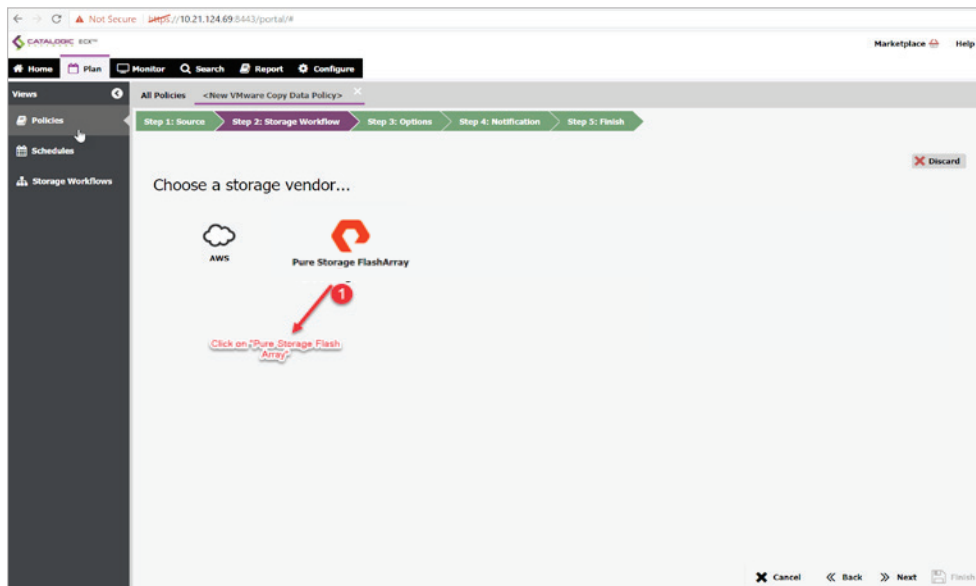 Not Secure | https://10.21.124.69:8443/portal/#
CATALOGIC ECX™
Marketplace Help
Home Plan Monitor Search Report Configure
Views
All Policies <New VMware Copy Data Policy>
Policies
Schedules
Storage Workflows
Step 1: Source Step 2: Storage Workflow Step 3: Options Step 4: Notification Step 5: Finish
Discard
Choose a storage vendor...
AWS
Pure Storage FlashArray
1
Click on "Pure Storage Flash
Array"
Cancel Back Next Finish